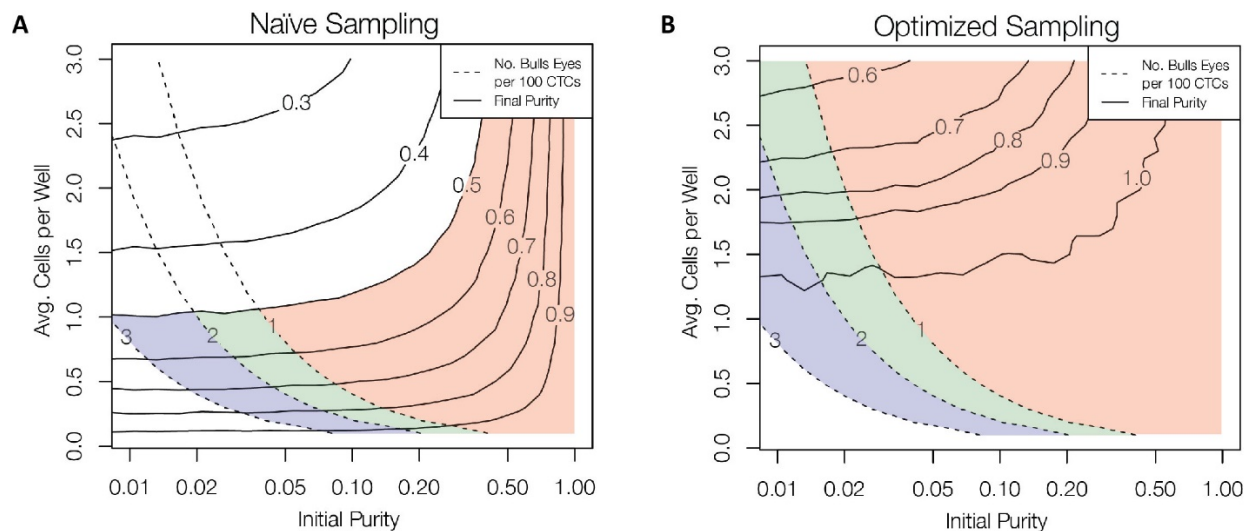 A
Naïve Sampling
No. Bulls Eyes
per 100 CTCs
Final Purity
Avg. Cells per Well
3.0
2.5
2.0
1.5
1.0
0.5
0.0
0.3
0.4
0.5
0.6
0.7
0.8
0.9
3
2
1
0.01 0.02 0.05 0.10 0.20 0.50 1.00
Initial Purity
B
Optimized Sampling
No. Bulls Eyes
per 100 CTCs
Final Purity
Avg. Cells per Well
3.0
2.5
2.0
1.5
1.0
0.5
0.0
0.6
0.7
0.8
0.9
1.0
3
2
1
0.01 0.02 0.05 0.10 0.20 0.50 1.00
Initial Purity